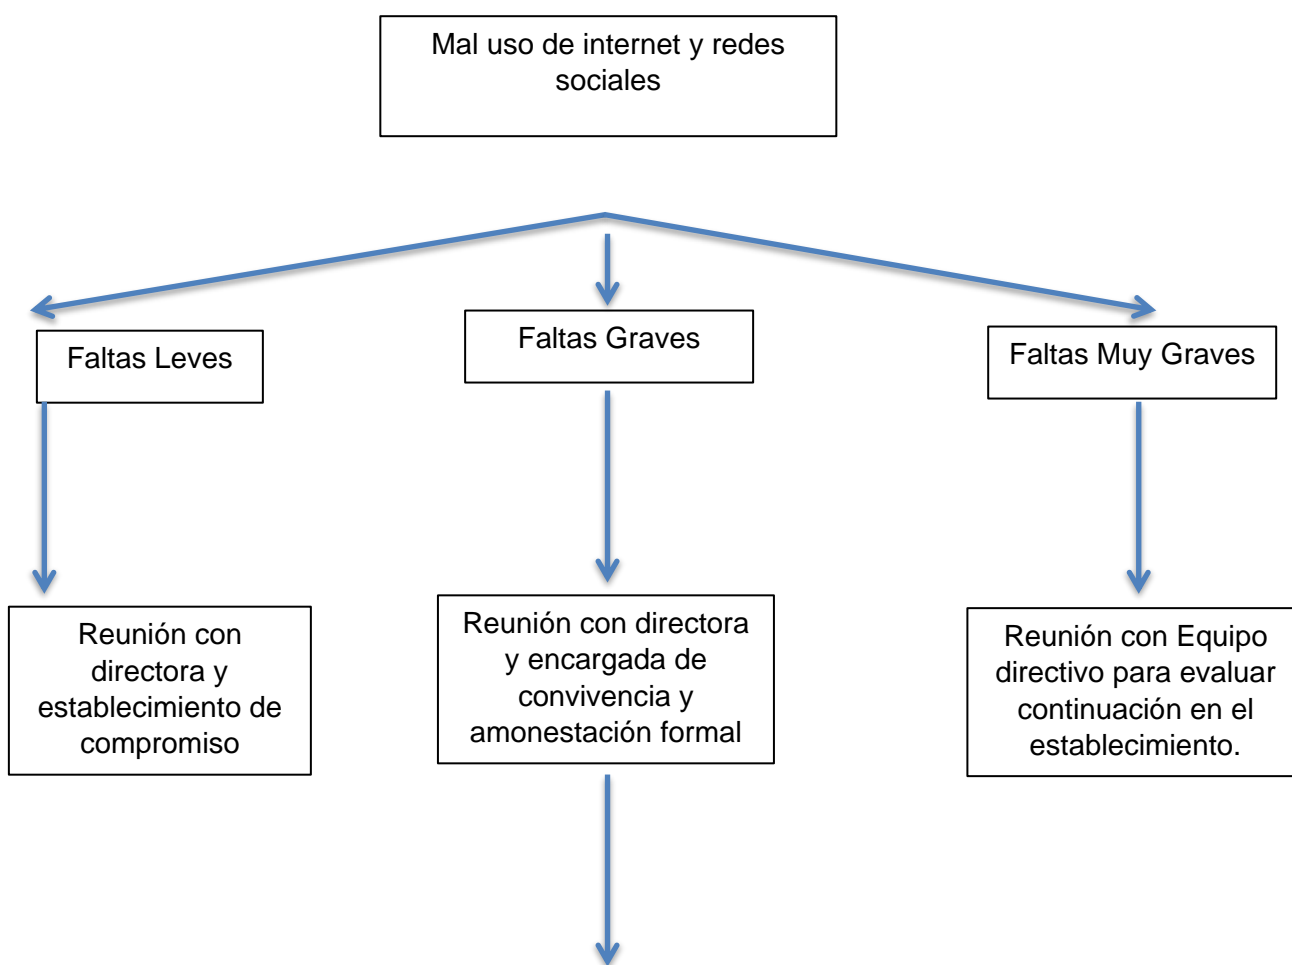 Mal uso de internet y redes
sociales
Faltas Leves
Faltas Graves
Faltas Muy Graves
Reunión con
directora y
establecimiento de
compromiso
Reunión con directora
y encargada de
convivencia y
amonestación formal
Reunión con Equipo
directivo para evaluar
continuación en el
establecimiento.